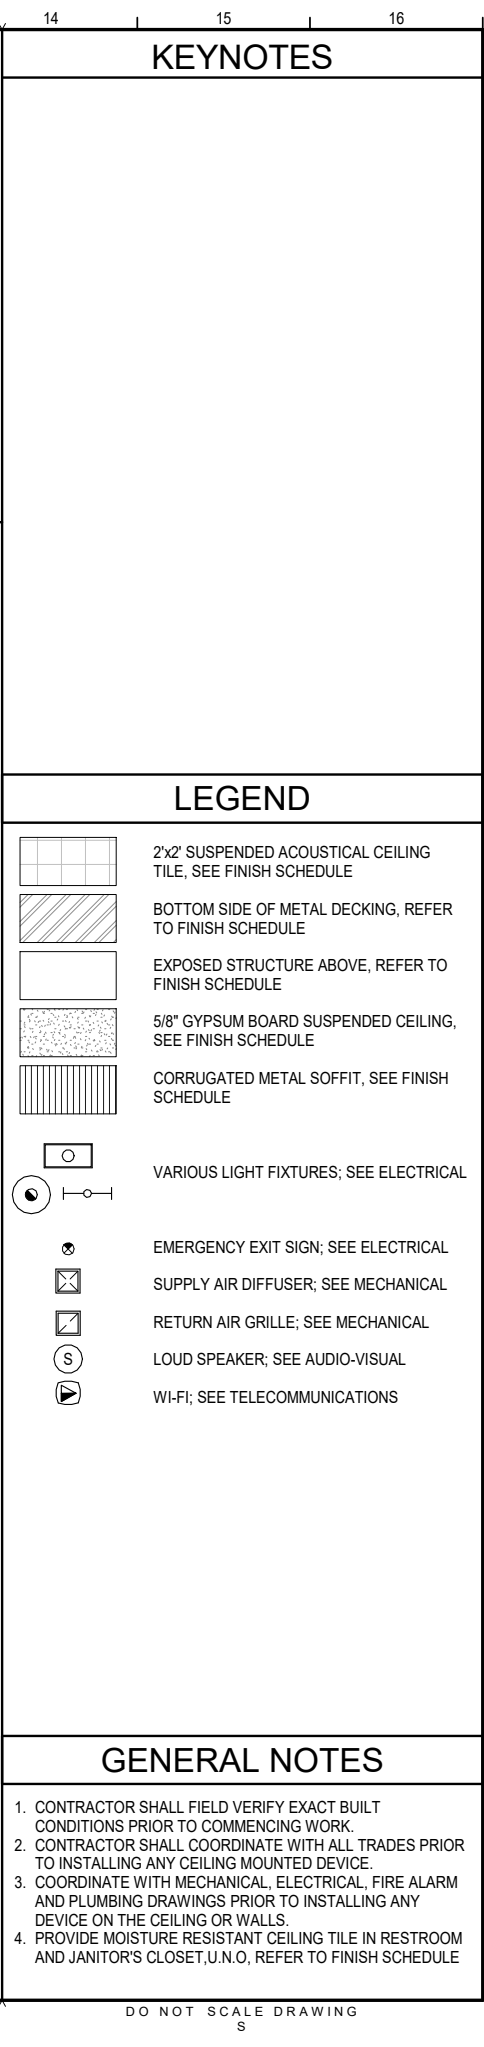 14 15 16
KEYNOTES
LEGEND
2'x2' SUSPENDED ACOUSTICAL CEILING
TILE, SEE FINISH SCHEDULE
BOTTOM SIDE OF METAL DECKING, REFER
TO FINISH SCHEDULE
EXPOSED STRUCTURE ABOVE, REFER TO
FINISH SCHEDULE
5/8" GYPSUM BOARD SUSPENDED CEILING,
SEE FINISH SCHEDULE
CORRUGATED METAL SOFFIT, SEE FINISH
SCHEDULE
VARIOUS LIGHT FIXTURES; SEE ELECTRICAL
EMERGENCY EXIT SIGN; SEE ELECTRICAL
SUPPLY AIR DIFFUSER; SEE MECHANICAL
RETURN AIR GRILLE; SEE MECHANICAL
S LOUD SPEAKER; SEE AUDIO-VISUAL
WI-FI; SEE TELECOMMUNICATIONS
GENERAL NOTES
1. CONTRACTOR SHALL FIELD VERIFY EXACT BUILT
CONDITIONS PRIOR TO COMMENCING WORK.
2. CONTRACTOR SHALL COORDINATE WITH ALL TRADES PRIOR
TO INSTALLING ANY CEILING MOUNTED DEVICE.
3. COORDINATE WITH MECHANICAL, ELECTRICAL, FIRE ALARM
AND PLUMBING DRAWINGS PRIOR TO INSTALLING ANY
DEVICE ON THE CEILING OR WALLS.
4. PROVIDE MOISTURE RESISTANT CEILING TILE IN RESTROOM
AND JANITOR'S CLOSET,U.N.O, REFER TO FINISH SCHEDULE
DO NOT SCALE DRAWING
S